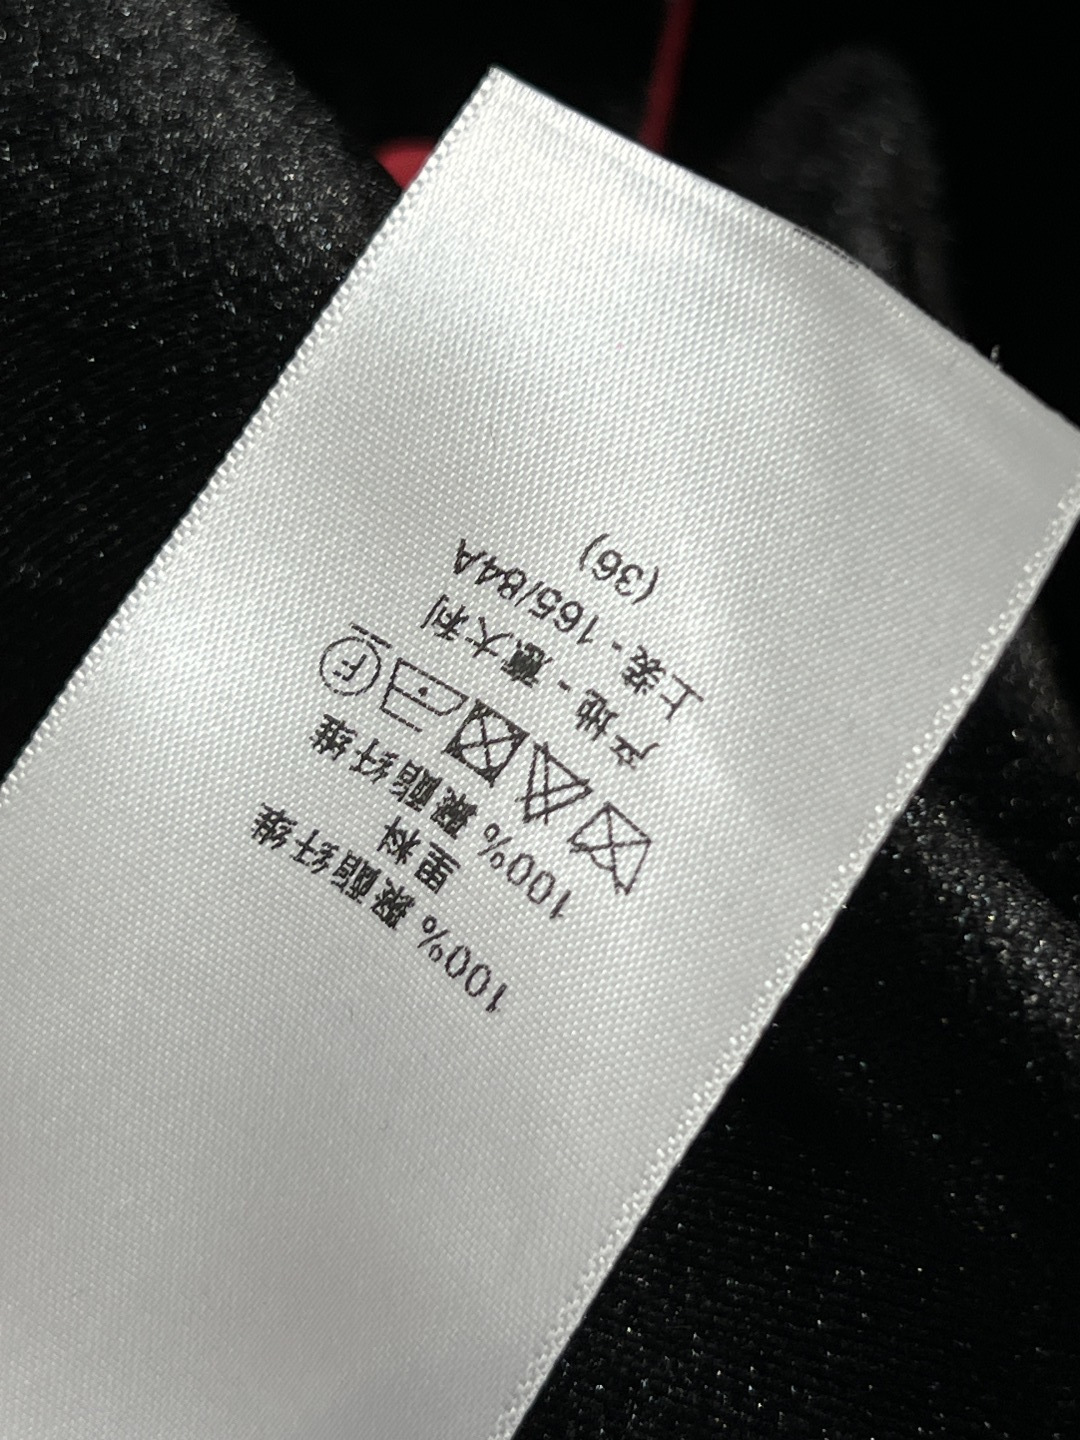 100% 聚酯纤维
里料
100% 聚酯纤维
F
产地 - 意大利
上装 - 165/84A
(36)